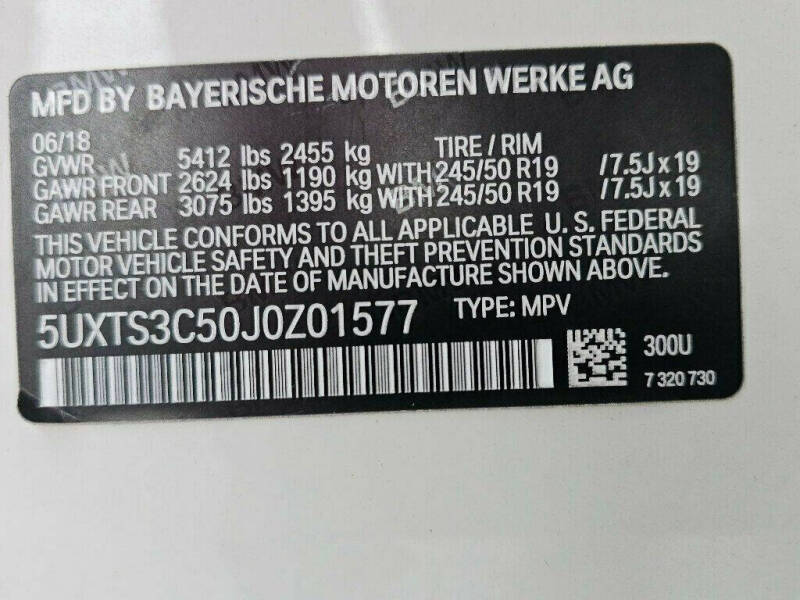 MFD BY BAYERISCHE MOTOREN WERKE AG
06/18 TIRE / RIM
GVWR 5412 lbs 2455 kg
GAWR FRONT 2624 lbs 1190 kg WITH 245/50 R19 /7.5J x 19
GAWR REAR 3075 lbs 1395 kg WITH 245/50 R19 /7.5J x 19
THIS VEHICLE CONFORMS TO ALL APPLICABLE U. S. FEDERAL
MOTOR VEHICLE SAFETY AND THEFT PREVENTION STANDARDS
IN EFFECT ON THE DATE OF MANUFACTURE SHOWN ABOVE.
5UXTS3C50J0Z01577 TYPE: MPV
300U
7 320 730